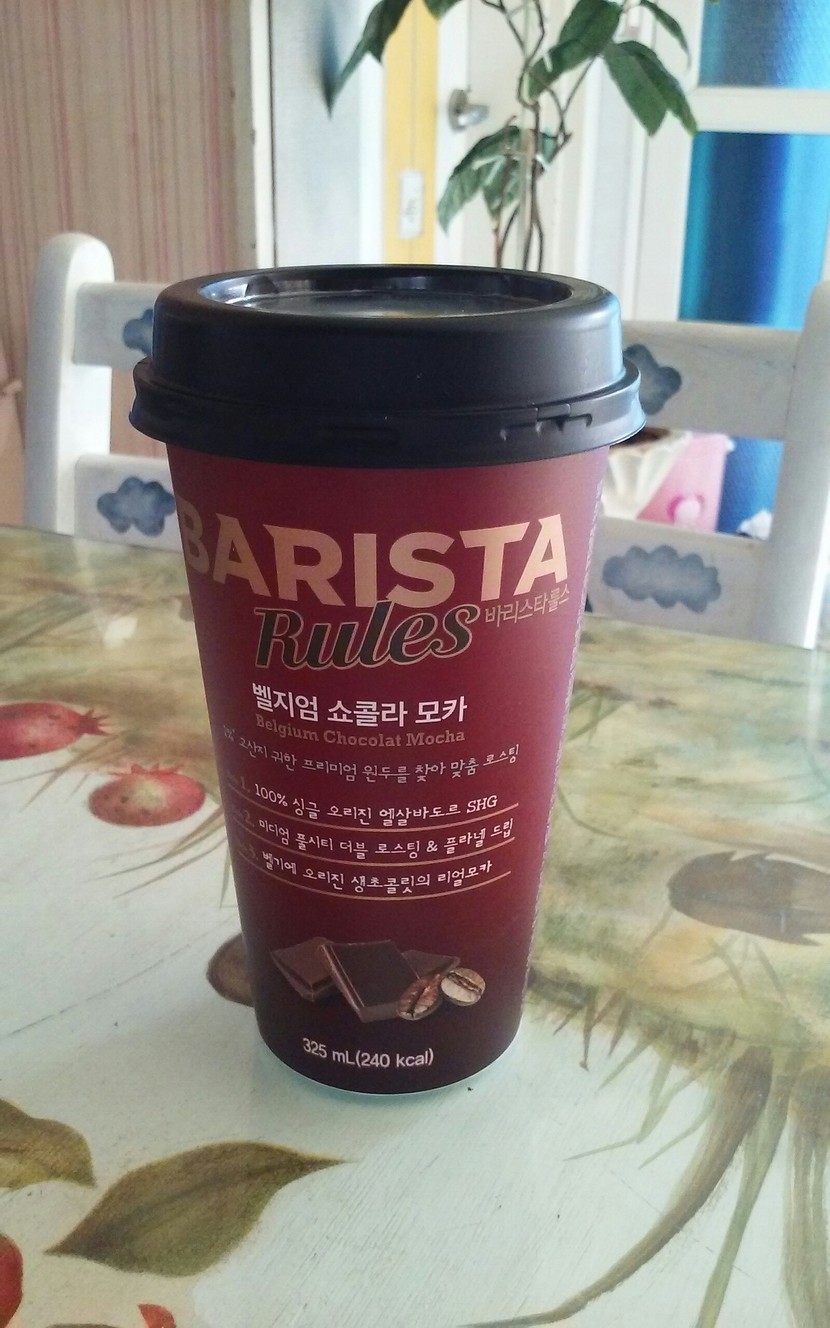 BARISTA
Rules 바리스타룰스
벨지엄 쇼콜라 모카
Belgium Chocolat Mocha
1% 고산지 귀한 프리미엄 원두를 찾아 맞춤 로스팅
1. 100% 싱글 오리진 엘살바도르 SHG
2. 미디엄 풀시티 더블 로스팅 & 플라넬 드립
3. 벨기에 오리진 생초콜릿의 리얼모카
325 mL(240 kcal)